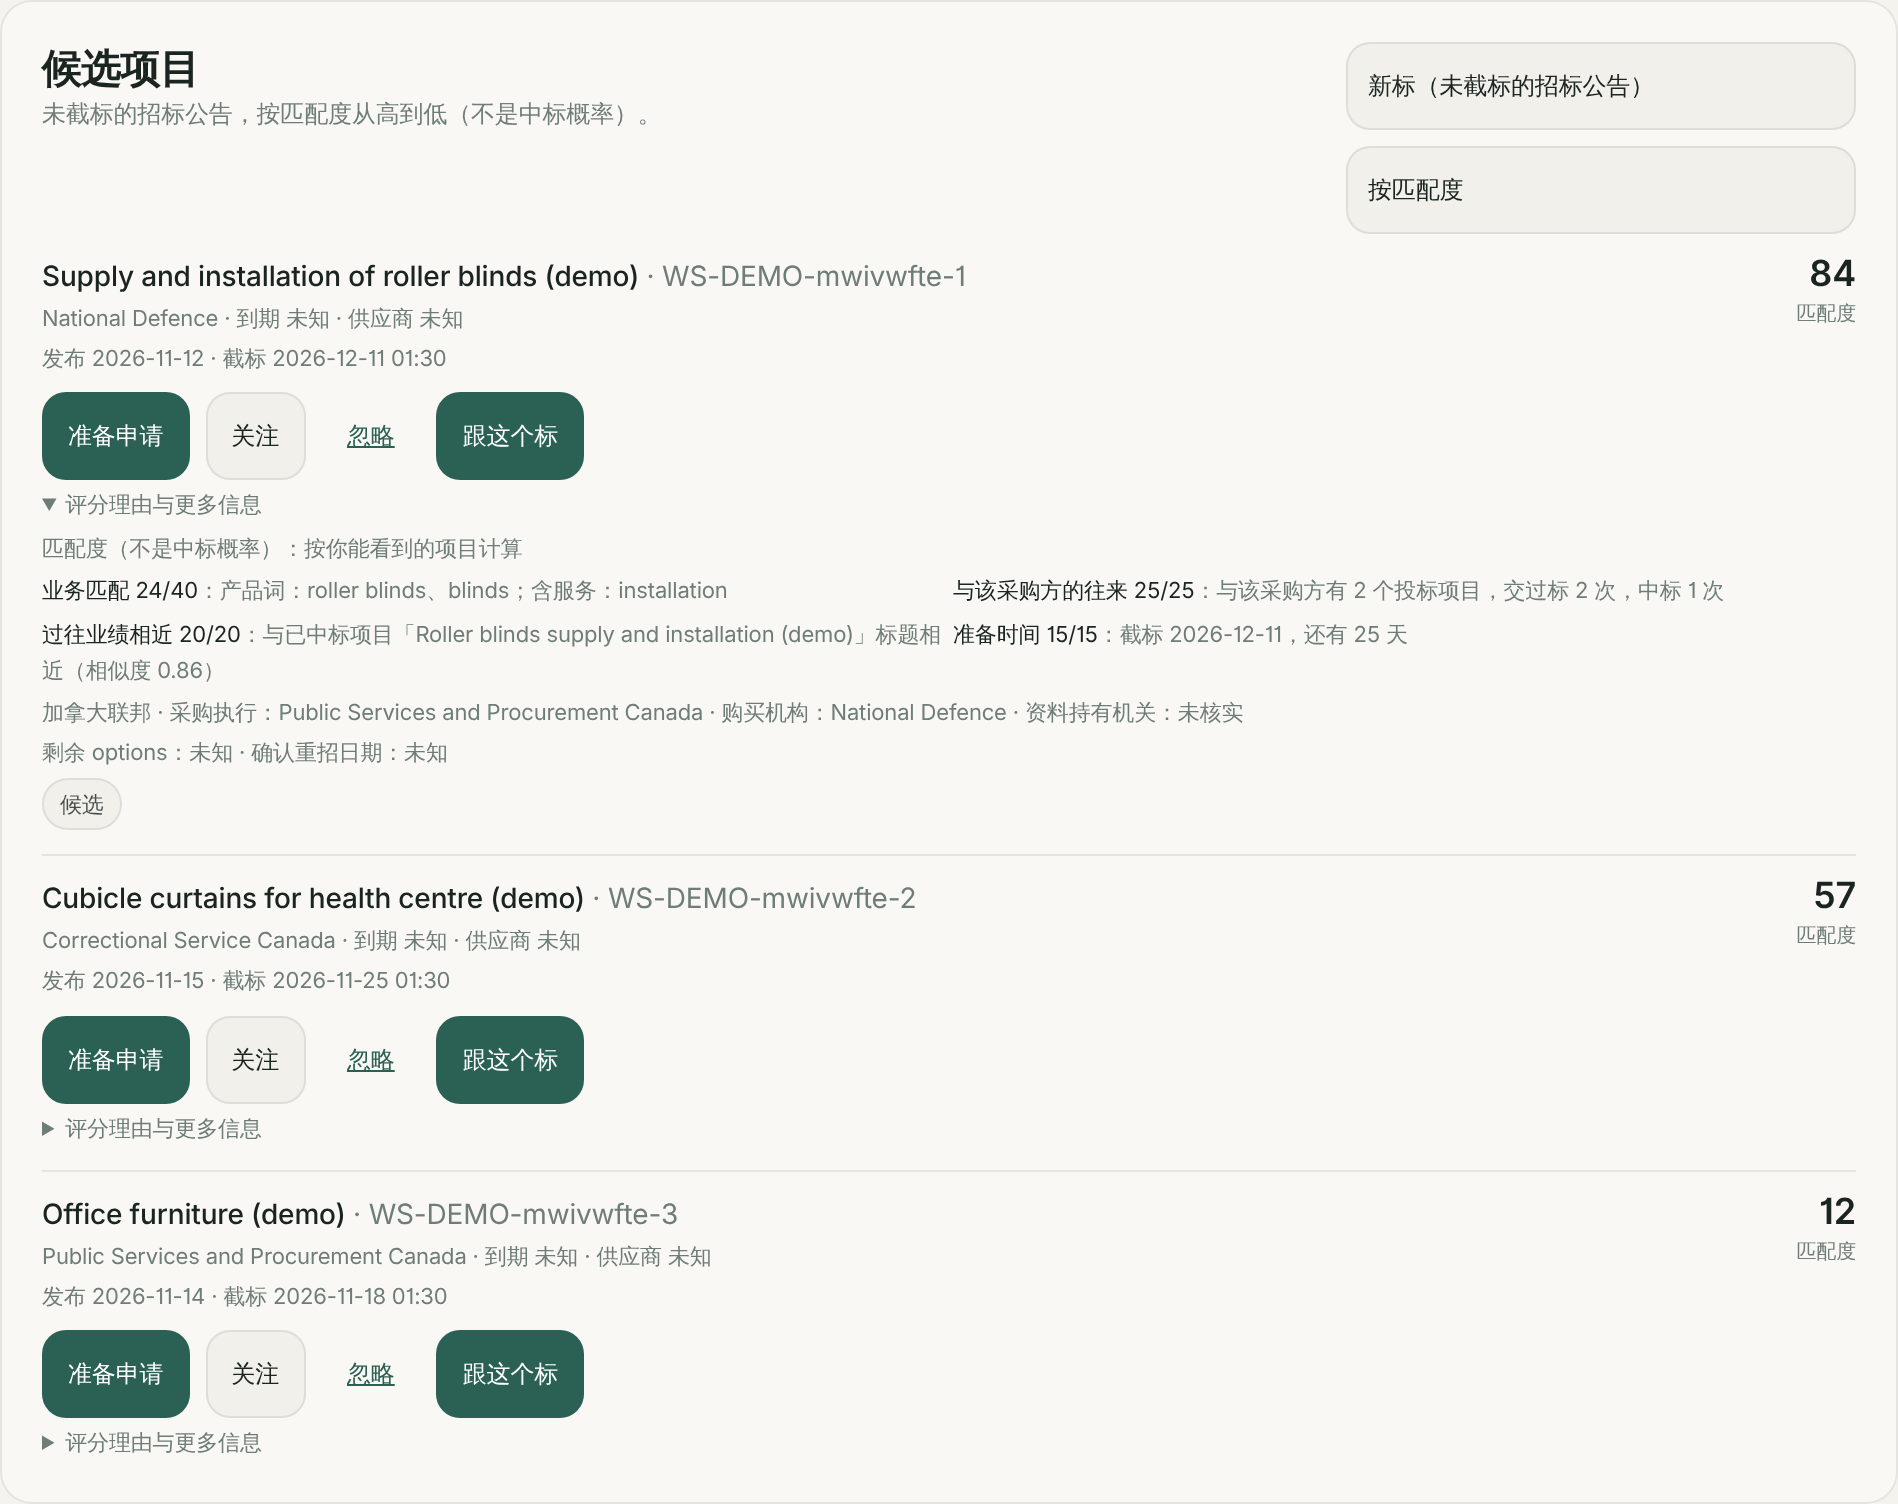 候选项目
未截标的招标公告，按匹配度从高到低（不是中标概率）。
新标（未截标的招标公告）
按匹配度
Supply and installation of roller blinds (demo) · WS-DEMO-mwivwfte-1
84
匹配度
National Defence · 到期 未知 · 供应商 未知
发布 2026-11-12 · 截标 2026-12-11 01:30
准备申请 关注 忽略 跟这个标
▼ 评分理由与更多信息
匹配度（不是中标概率）：按你能看到的项目计算
业务匹配 24/40：产品词：roller blinds、blinds；含服务：installation
与该采购方的往来 25/25：与该采购方有 2 个投标项目，交过标 2 次，中标 1 次
过往业绩相近 20/20：与已中标项目「Roller blinds supply and installation (demo)」标题相
近（相似度 0.86）
准备时间 15/15：截标 2026-12-11，还有 25 天
加拿大联邦 · 采购执行：Public Services and Procurement Canada · 购买机构：National Defence · 资料持有机关：未核实
剩余 options：未知 · 确认重招日期：未知
候选
Cubicle curtains for health centre (demo) · WS-DEMO-mwivwfte-2
57
匹配度
Correctional Service Canada · 到期 未知 · 供应商 未知
发布 2026-11-15 · 截标 2026-11-25 01:30
准备申请 关注 忽略 跟这个标
▶ 评分理由与更多信息
Office furniture (demo) · WS-DEMO-mwivwfte-3
12
匹配度
Public Services and Procurement Canada · 到期 未知 · 供应商 未知
发布 2026-11-14 · 截标 2026-11-18 01:30
准备申请 关注 忽略 跟这个标
▶ 评分理由与更多信息